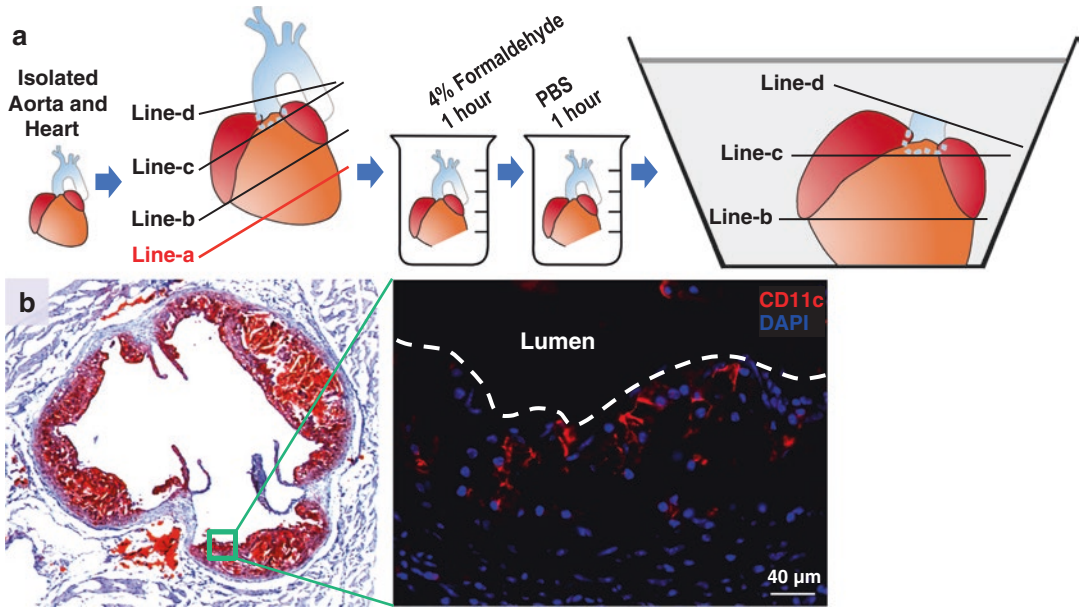 a
Isolated
Aorta and
Heart
Line-d
Line-c
Line-b
Line-a
4% Formaldehyde
1 hour
PBS
1 hour
Line-d
Line-c
Line-b
b
Lumen
CD11c
DAPI
40 µm